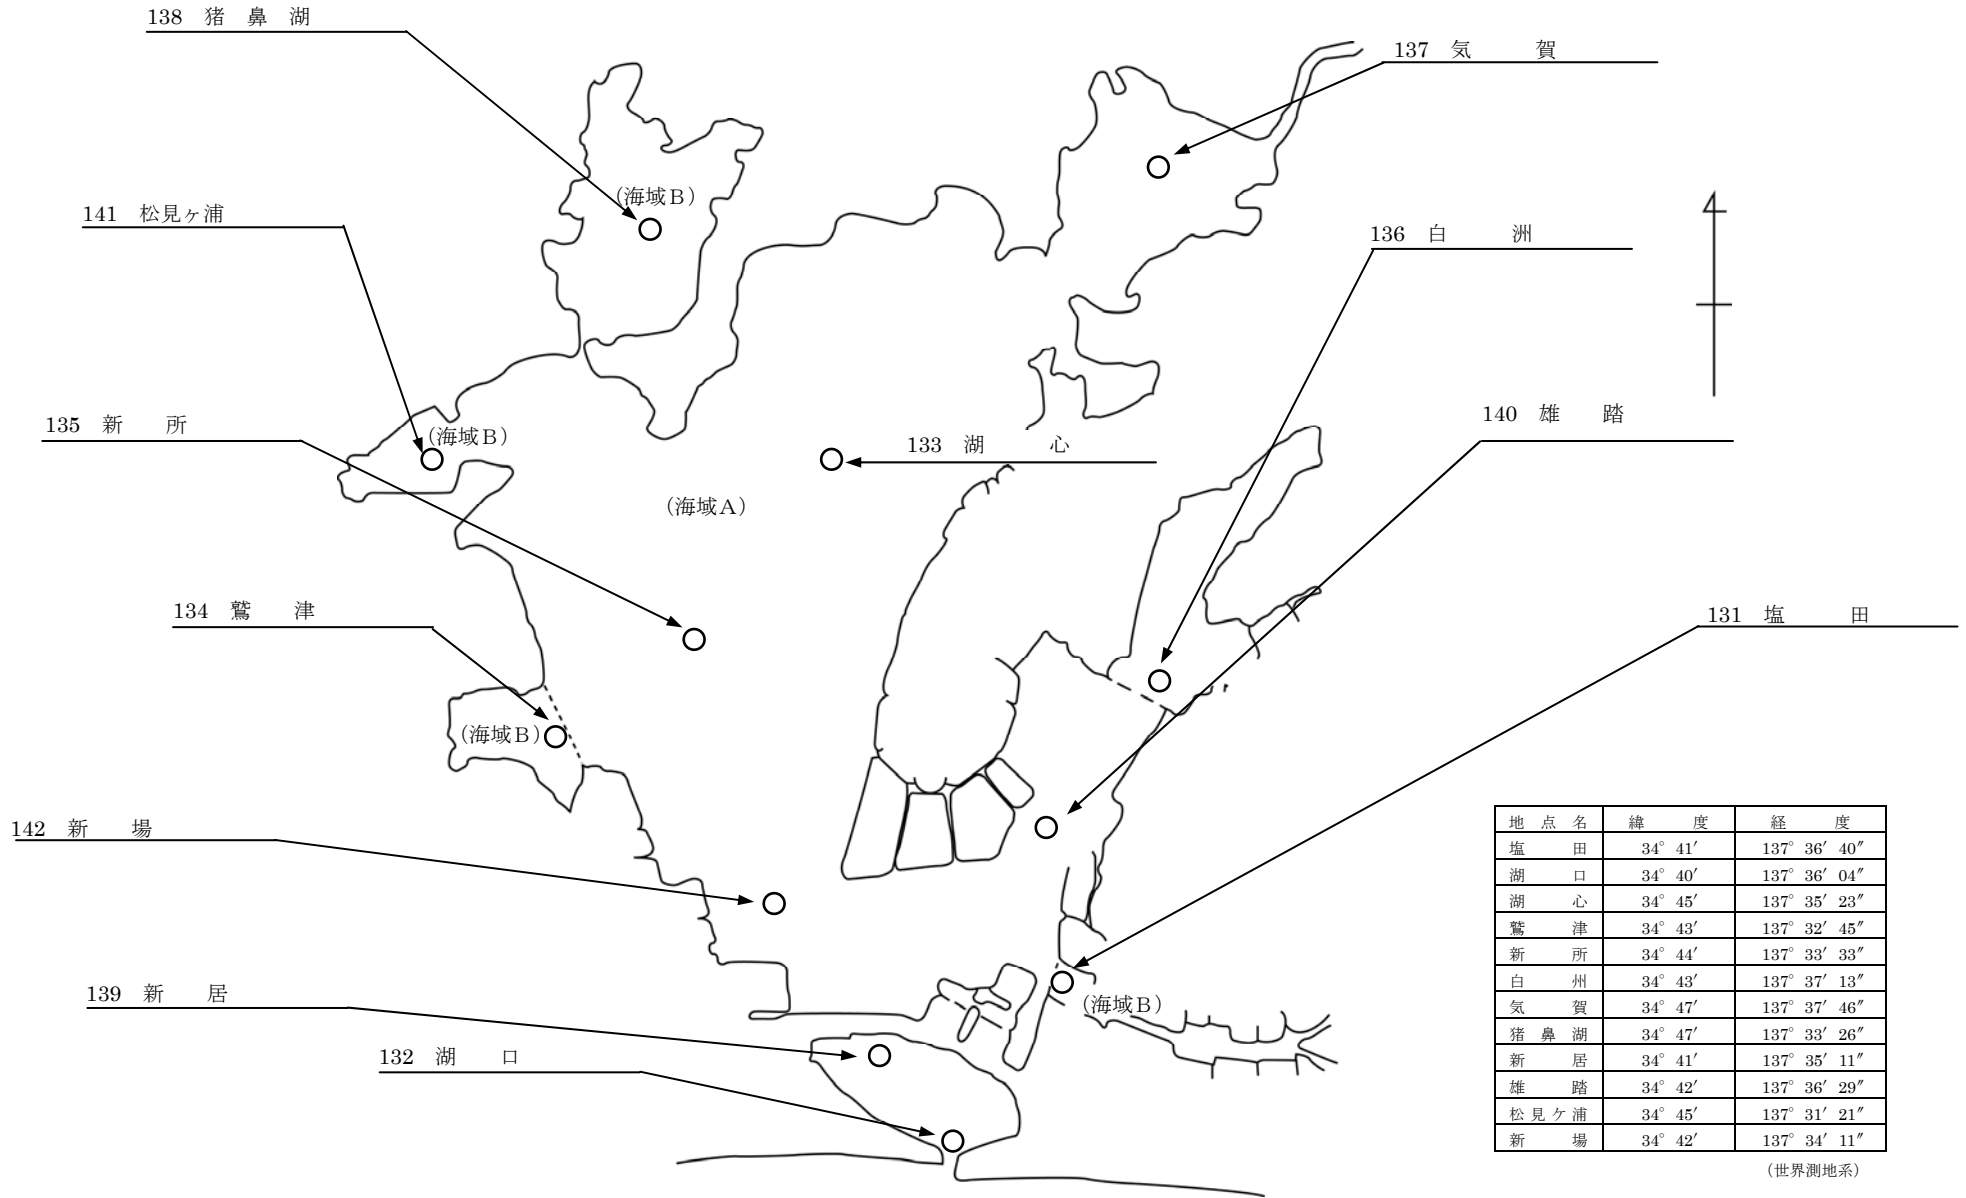 138 猪鼻湖
137 気賀
(海域B)
141 松見ヶ浦
136 白洲
140 雄踏
135 新所
(海域B)
133 湖心
(海域A)
134 鷲津
131 塩田
(海域B)
142 新場
139 新居
(海域B)
132 湖口
地点名 緯度 経度
塩田 34° 41′ 137° 36′ 40″
湖口 34° 40′ 137° 36′ 04″
湖心 34° 45′ 137° 35′ 23″
鷲津 34° 43′ 137° 32′ 45″
新所 34° 44′ 137° 33′ 33″
白州 34° 43′ 137° 37′ 13″
気賀 34° 47′ 137° 37′ 46″
猪鼻湖 34° 47′ 137° 33′ 26″
新居 34° 41′ 137° 35′ 11″
雄踏 34° 42′ 137° 36′ 29″
松見ケ浦 34° 45′ 137° 31′ 21″
新場 34° 42′ 137° 34′ 11″
(世界測地系)